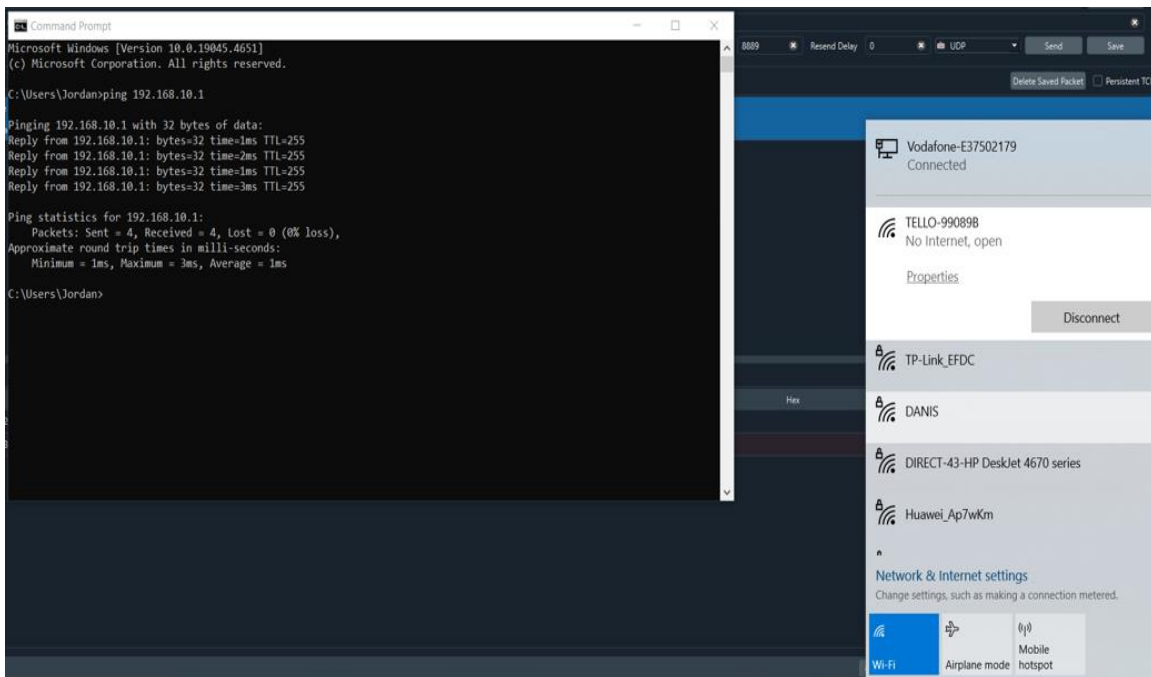 Command Prompt
Microsoft Windows [Version 10.0.19045.4651]
(c) Microsoft Corporation. All rights reserved.
C:\Users\Jordan>ping 192.168.10.1
Pinging 192.168.10.1 with 32 bytes of data:
Reply from 192.168.10.1: bytes=32 time=1ms TTL=255
Reply from 192.168.10.1: bytes=32 time=2ms TTL=255
Reply from 192.168.10.1: bytes=32 time=1ms TTL=255
Reply from 192.168.10.1: bytes=32 time=3ms TTL=255
Ping statistics for 192.168.10.1:
Packets: Sent = 4, Received = 4, Lost = 0 (0% loss),
Approximate round trip times in milli-seconds:
Minimum = 1ms, Maximum = 3ms, Average = 1ms
C:\Users\Jordan>
8889 Resend Delay 0 UDP Send Save
Delete Saved Packet Persistent TC
Hex
Vodafone-E37502179
Connected
TELLO-99089B
No Internet, open
Properties
Disconnect
TP-Link_EFDC
DANIS
DIRECT-43-HP DeskJet 4670 series
Huawei_Ap7wKm
Network & Internet settings
Change settings, such as making a connection metered.
Wi-Fi
Airplane mode
Mobile
hotspot